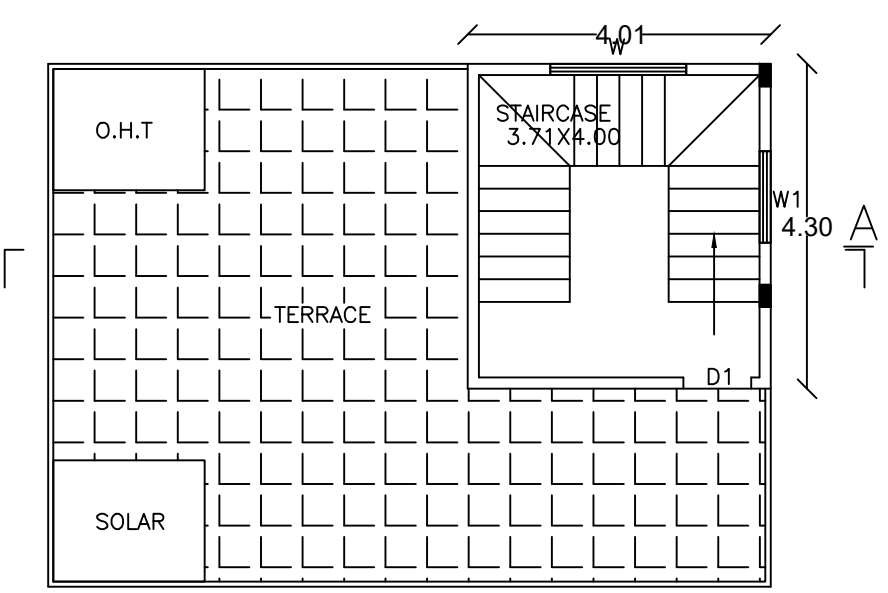 4.01
W
O.H.T
STAIRCASE
3.71X4.00
W1
4.30
A
TERRACE
D1
SOLAR